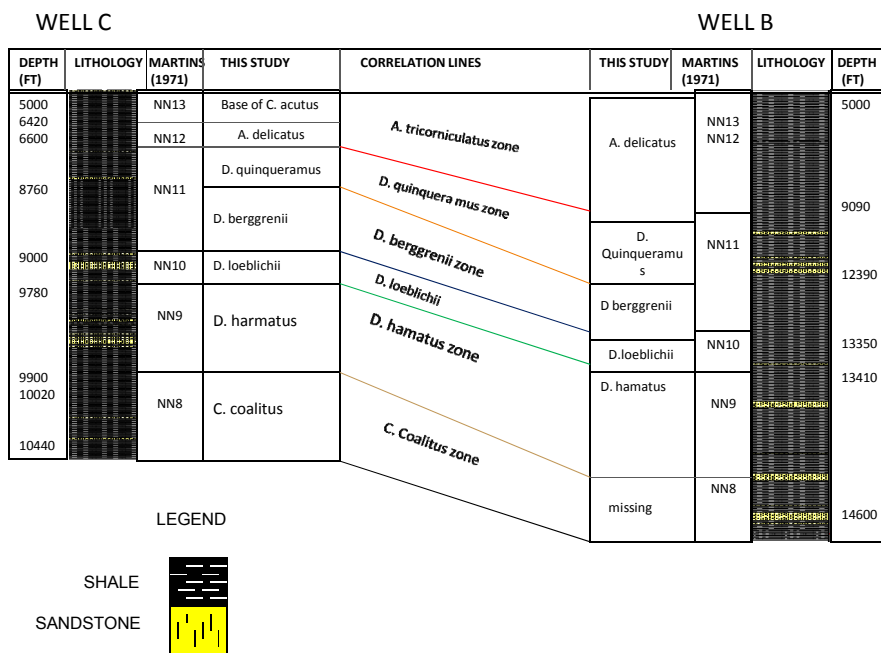 WELL C
WELL B
DEPTH (FT)
LITHOLOGY
MARTINS (1971)
THIS STUDY
CORRELATION LINES
THIS STUDY
MARTINS (1971)
LITHOLOGY
DEPTH (FT)
5000
6420
6600
8760
9000
9780
9900
10020
10440
NN13
NN12
NN11
NN10
NN9
NN8
Base of C. acutus
A. delicatus
D. quinqueramus
D. berggrenii
D. loeblichii
D. harmatus
C. coalitus
A. tricorniculatus zone
D. quinquera mus zone
D. berggrenii zone
D. loeblichii
D. hamatus zone
C. Coalitus zone
A. delicatus
D.
Quinqueramu
s
D berggrenii
D.loeblichii
D. hamatus
missing
NN13
NN12
NN11
NN10
NN9
NN8
5000
9090
12390
13350
13410
14600
LEGEND
SHALE
SANDSTONE